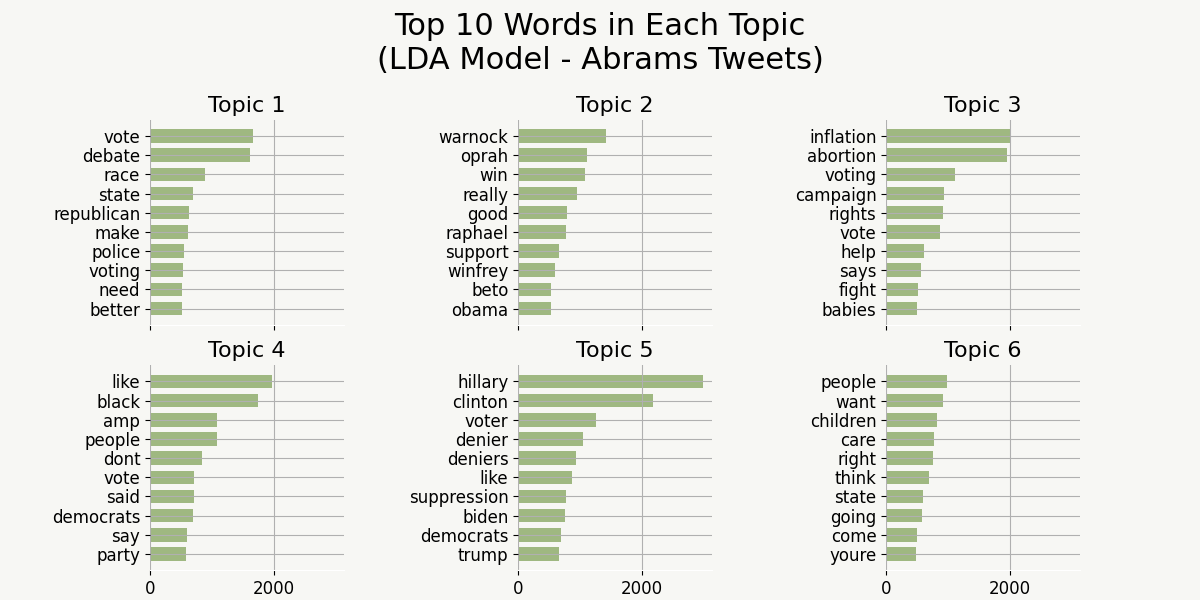 Top 10 Words in Each Topic
(LDA Model - Abrams Tweets)
Topic 1
vote
debate
race
state
republican
make
police
voting
need
better
Topic 2
warnock
oprah
win
really
good
raphael
support
winfrey
beto
obama
Topic 3
inflation
abortion
voting
campaign
rights
vote
help
says
fight
babies
Topic 4
like
black
amp
people
dont
vote
said
democrats
say
party
0 2000
Topic 5
hillary
clinton
voter
denier
deniers
like
suppression
biden
democrats
trump
0 2000
Topic 6
people
want
children
care
right
think
state
going
come
youre
0 2000